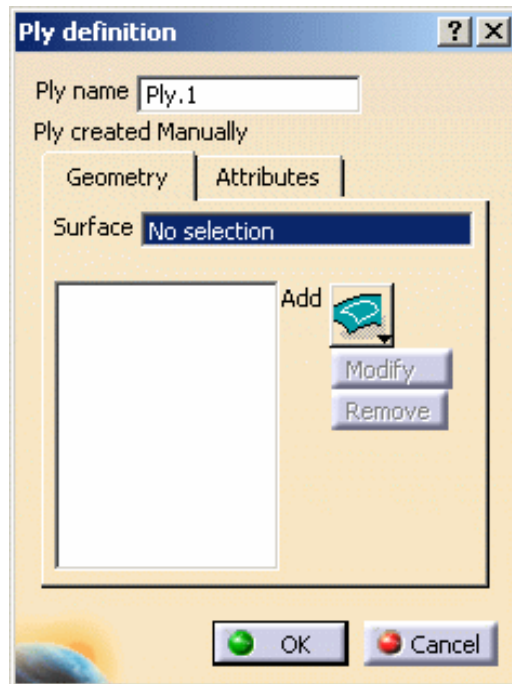 Ply definition
Ply name Ply.1
Ply created Manually
Geometry Attributes
Surface No selection
Add
Modify
Remove
OK Cancel